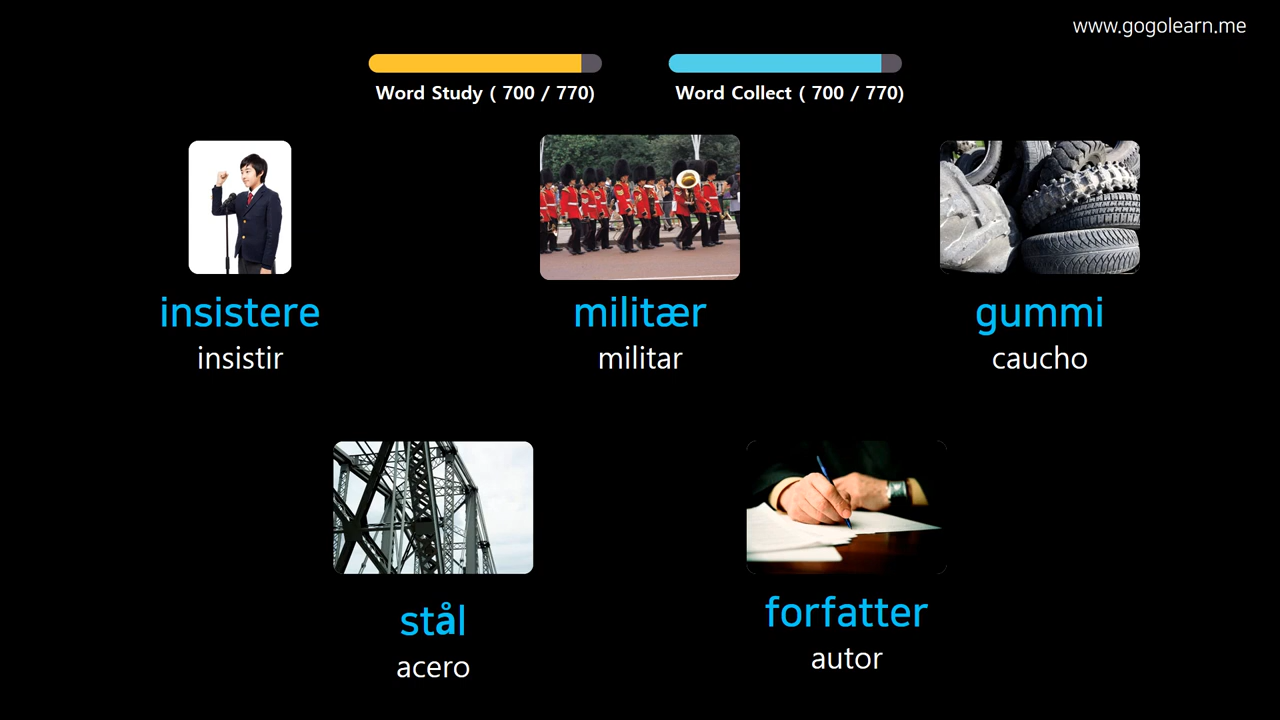 www.gogolearn.me
Word Study ( 700 / 770)
Word Collect ( 700 / 770)
insistere
insistir
militær
militar
gummi
caucho
stål
acero
forfatter
autor